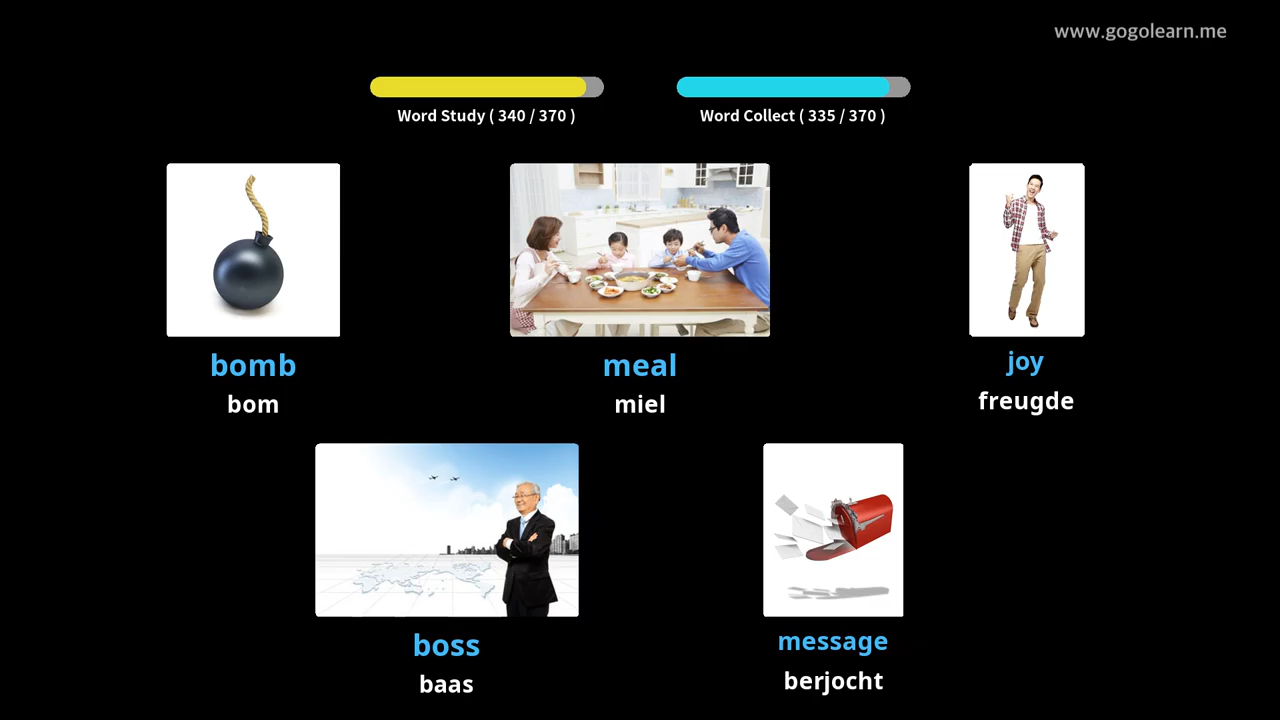 www.gogolearn.me
Word Study ( 340 / 370 )
Word Collect ( 335 / 370 )
bomb
bom
meal
miel
joy
freugde
boss
baas
message
berjocht